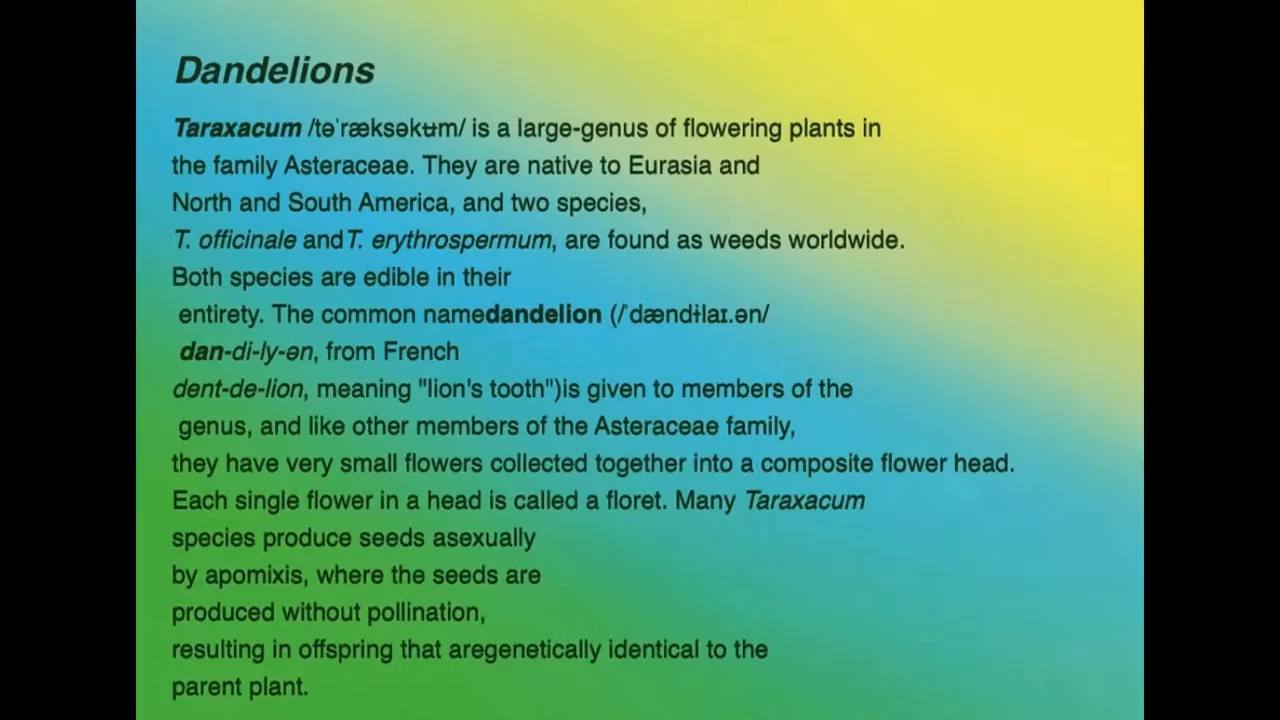 Dandelions
Taraxacum /təˈræksəkʉm/ is a large-genus of flowering plants in
the family Asteraceae. They are native to Eurasia and
North and South America, and two species,
T. officinale andT. erythrospermum, are found as weeds worldwide.
Both species are edible in their
entirety. The common namedandelion (/ˈdændɨlaɪ.ən/
dan-di-ly-ən, from French
dent-de-lion, meaning "lion's tooth")is given to members of the
genus, and like other members of the Asteraceae family,
they have very small flowers collected together into a composite flower head.
Each single flower in a head is called a floret. Many Taraxacum
species produce seeds asexually
by apomixis, where the seeds are
produced without pollination,
resulting in offspring that aregenetically identical to the
parent plant.